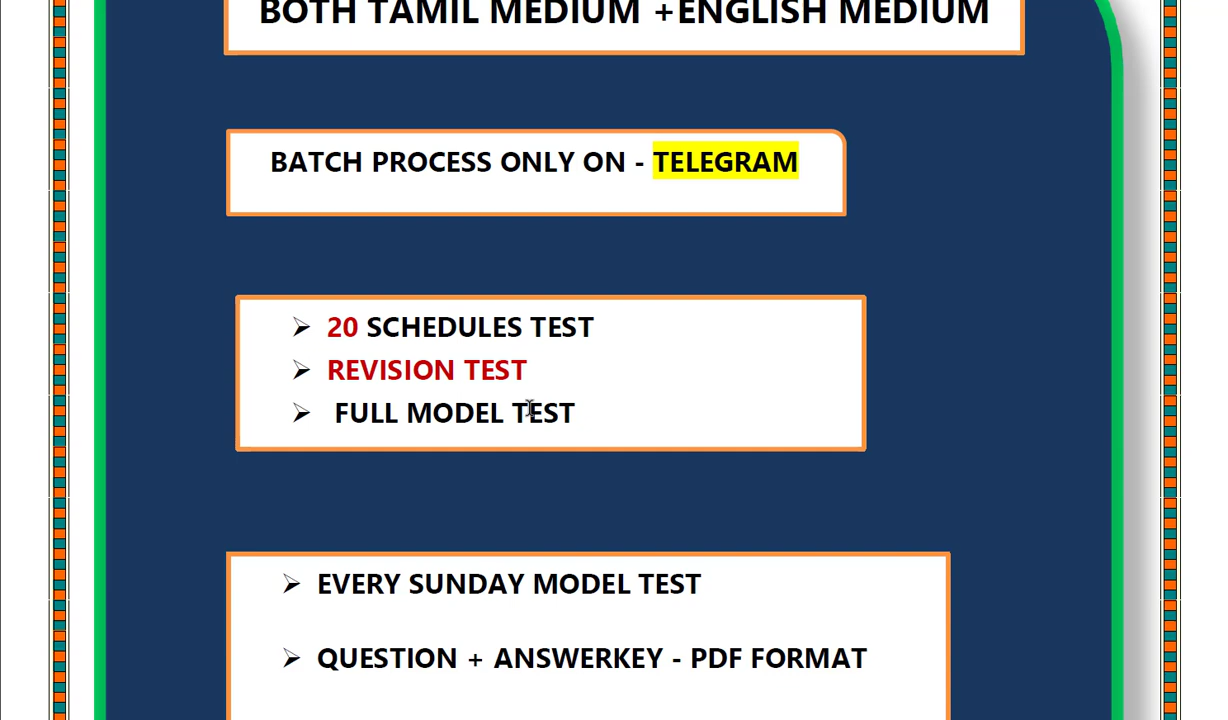 BOTH TAMIL MEDIUM +ENGLISH MEDIUM
BATCH PROCESS ONLY ON - TELEGRAM
➢ 20 SCHEDULES TEST
➢ REVISION TEST
➢ FULL MODEL TEST
➢ EVERY SUNDAY MODEL TEST
➢ QUESTION + ANSWERKEY - PDF FORMAT